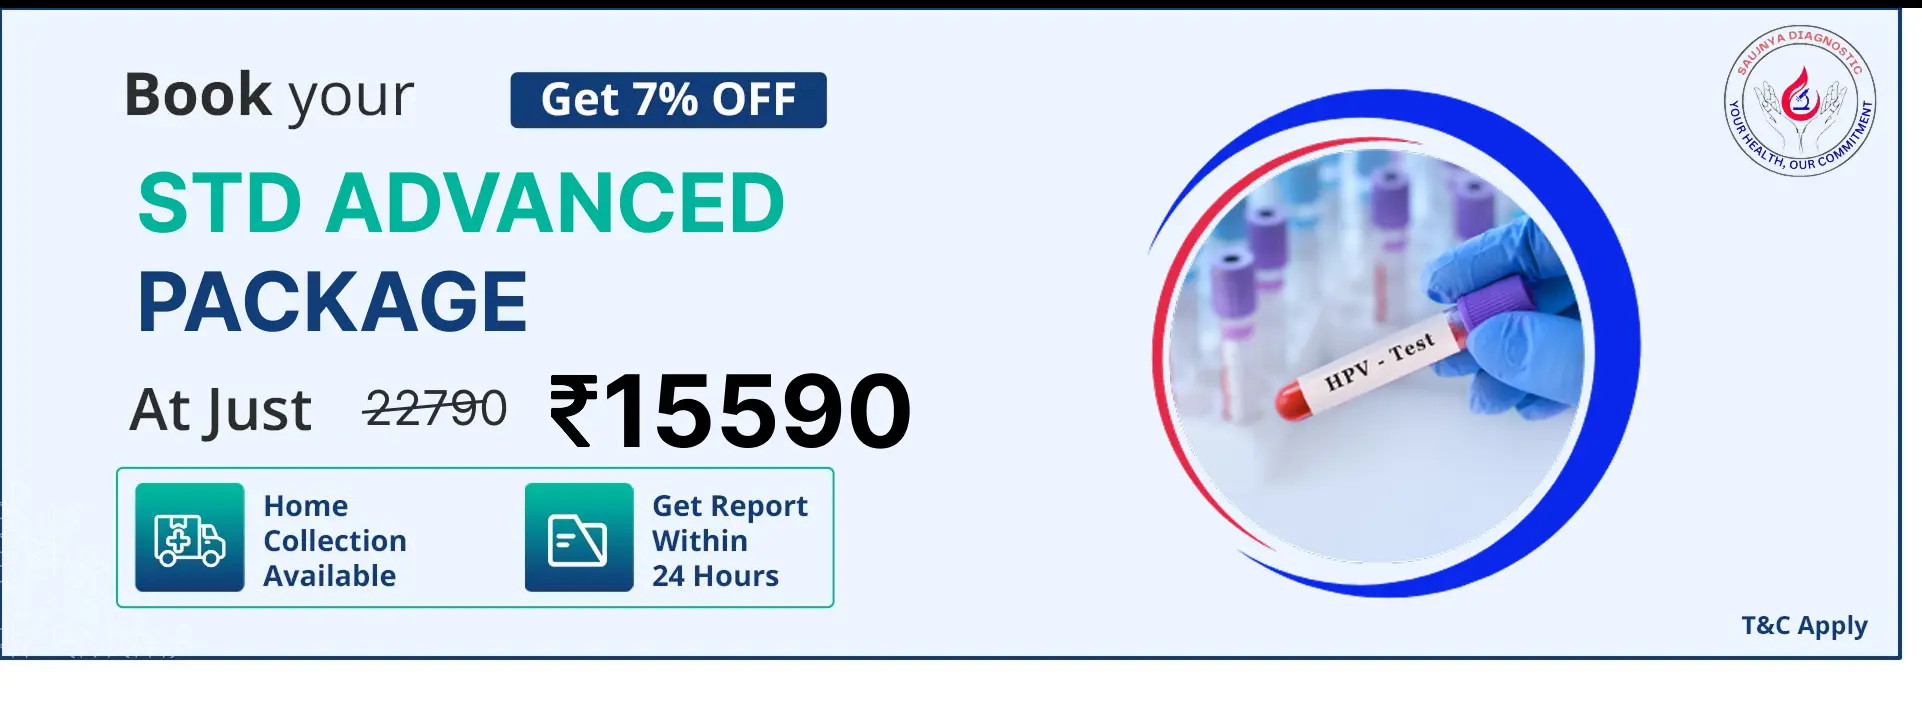 Book your
Get 7% OFF
STD ADVANCED
PACKAGE
At Just 22790 ₹15590
Home
Collection
Available
Get Report
Within
24 Hours
HPV - Test
SAUJNYA DIAGNOSTIC
YOUR HEALTH, OUR COMMITMENT
T&C Apply